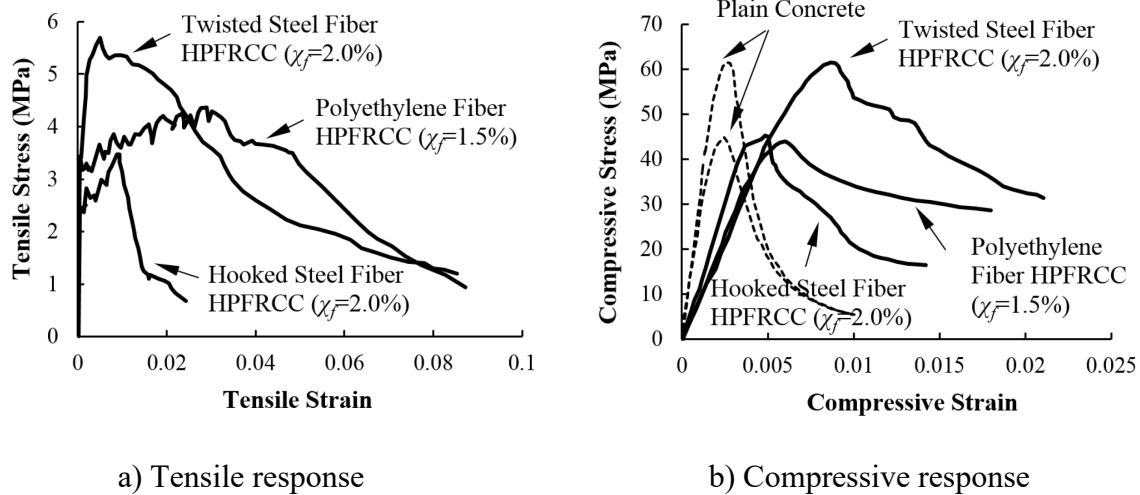 Tensile Stress (MPa)
6
5
4
3
2
1
0
0 0.02 0.04 0.06 0.08 0.1
Tensile Strain
Twisted Steel Fiber
HPFRCC (χf=2.0%)
Polyethylene Fiber
HPFRCC (χf=1.5%)
Hooked Steel Fiber
HPFRCC (χf=2.0%)
a) Tensile response
Compressive Stress (MPa)
70
60
50
40
30
20
10
0
0 0.005 0.01 0.015 0.02 0.025
Compressive Strain
Plain Concrete
Twisted Steel Fiber
HPFRCC (χf=2.0%)
Polyethylene
Fiber HPFRCC
(χf=1.5%)
Hooked Steel Fiber
HPFRCC (χf=2.0%)
b) Compressive response